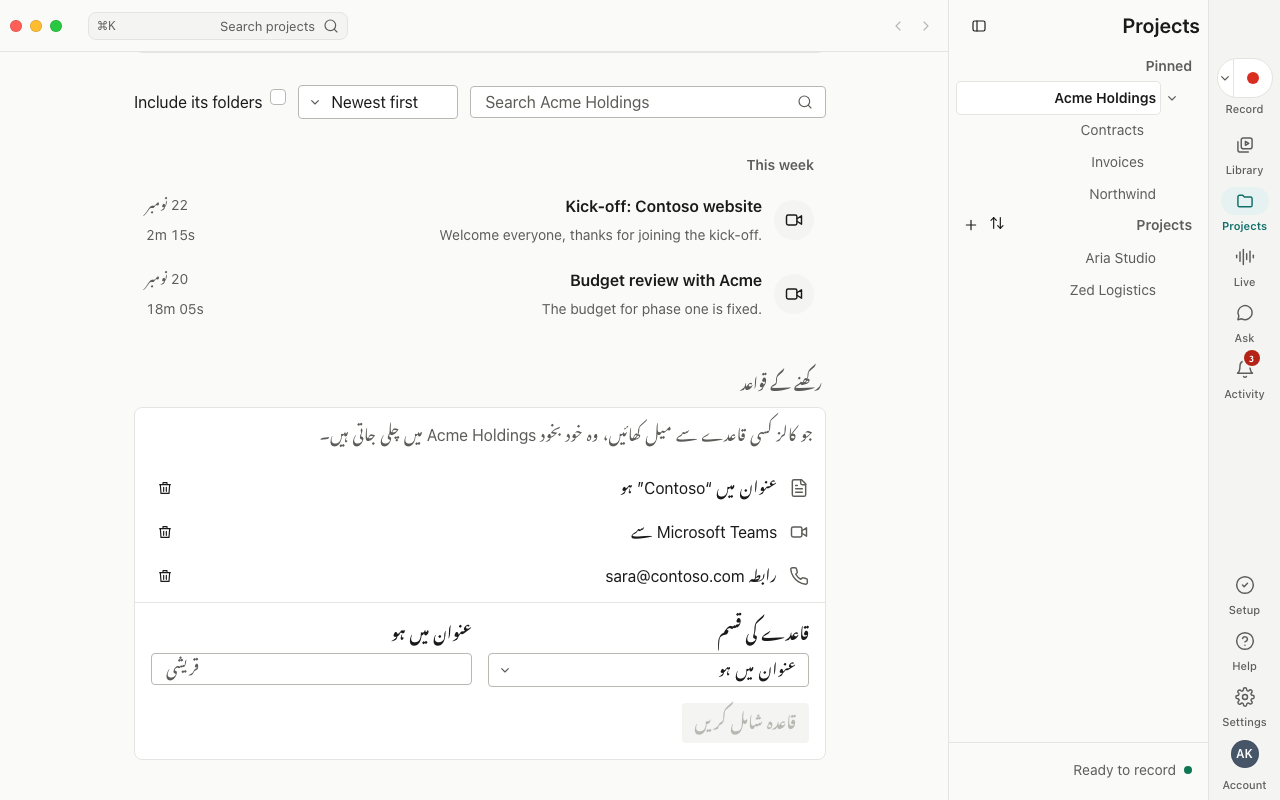 ⌘K
Search projects
Projects
Pinned
Acme Holdings
Contracts
Invoices
Northwind
Projects
Aria Studio
Zed Logistics
Ready to record
Record
Library
Projects
Live
Ask
3
Activity
Setup
Help
Settings
AK
Account
Search Acme Holdings
Newest first
Include its folders
This week
Kick-off: Contoso website
22 نومبر
Welcome everyone, thanks for joining the kick-off.
2m 15s
Budget review with Acme
20 نومبر
The budget for phase one is fixed.
18m 05s
رکھنے کے قواعد
جو کالز کسی قاعدے سے میل کھائیں، وہ خود بخود Acme Holdings میں چلی جاتی ہیں۔
عنوان میں “Contoso” ہو
Microsoft Teams سے
رابطہ sara@contoso.com
قاعدے کی قسم
عنوان میں ہو
عنوان میں ہو
قریشی
قاعدہ شامل کریں